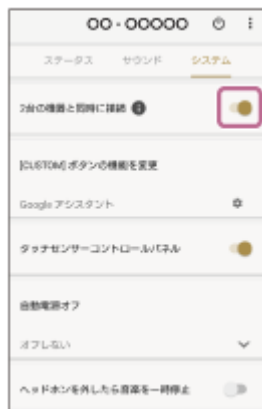 OO-OOOOO
ステータス サウンド システム
2台の機器と同時に接続
[CUSTOM] ボタンの機能を変更
Google アシスタント
タッチセンサーコントロールパネル
自動電源オフ
オフしない
ヘッドホンを外したら音楽を一時停止